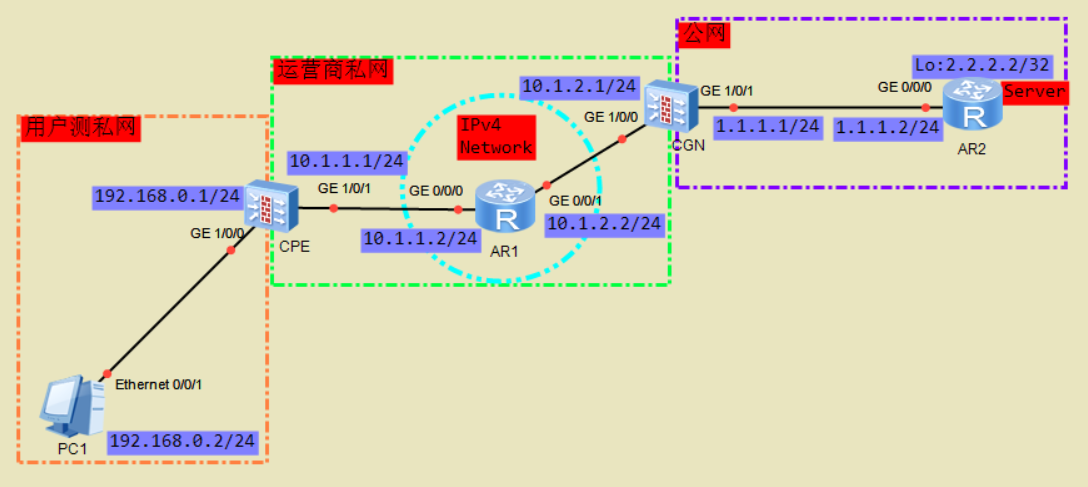 公网
Lo:2.2.2.2/32
GE 1/0/1
GE 0/0/0
Server
1.1.1.1/24
1.1.1.2/24
AR2
运营商私网
10.1.2.1/24
GE 1/0/0
CGN
IPv4
Network
10.1.1.1/24
GE 1/0/1
GE 0/0/0
GE 0/0/1
10.1.1.2/24
10.1.2.2/24
AR1
用户测私网
192.168.0.1/24
GE 1/0/0
CPE
Ethernet 0/0/1
192.168.0.2/24
PC1
R
R